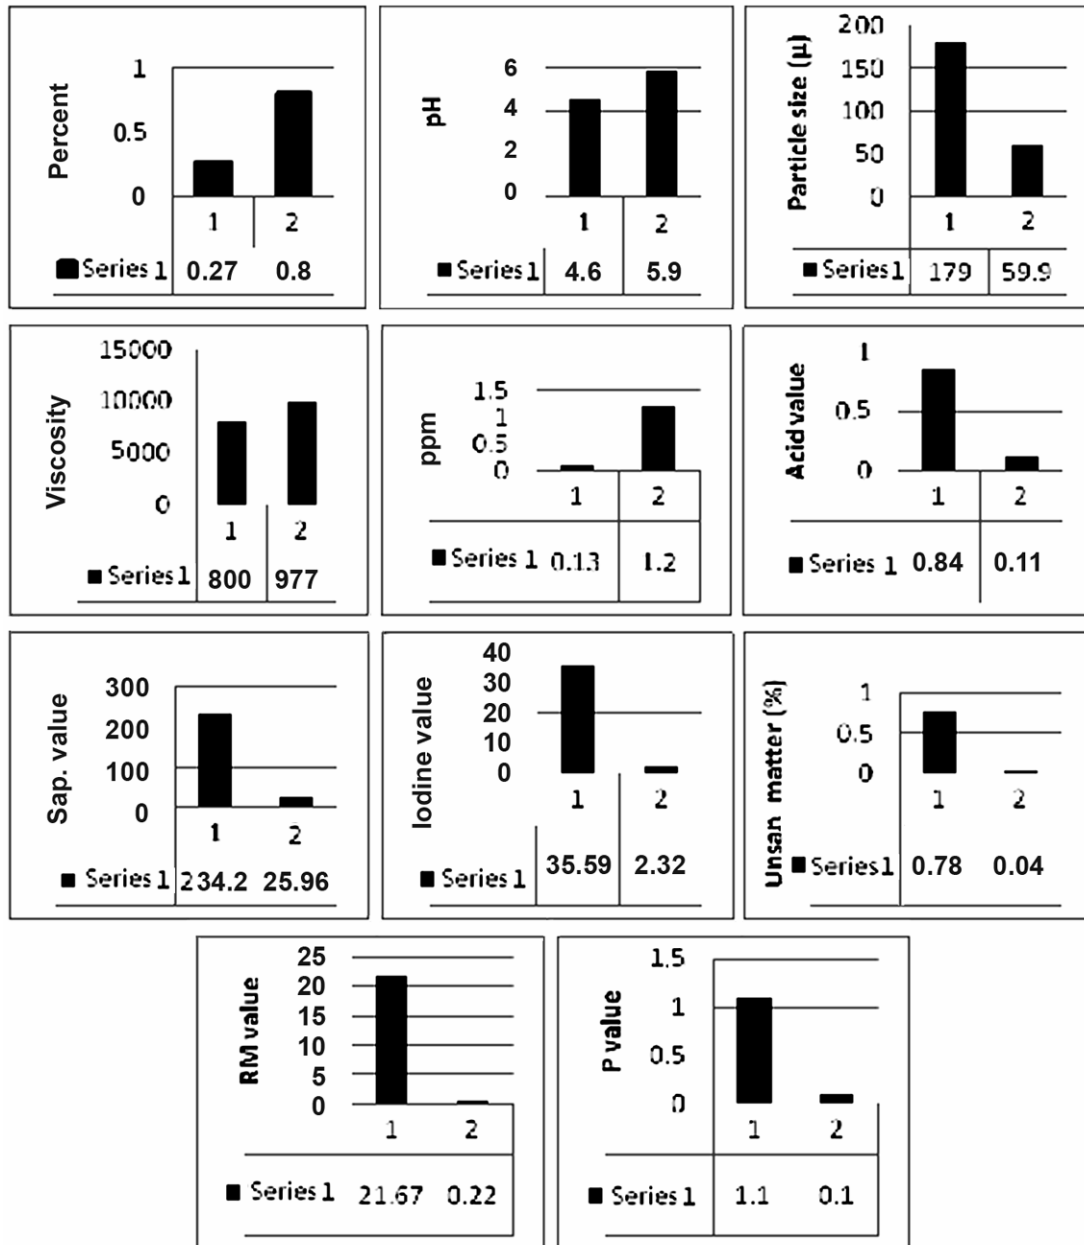 Percent
1
0.5
0
1 2
Series 1 0.27 0.8
pH
6
4
2
0
1 2
Series 1 4.6 5.9
Particle size (µ)
200
150
100
50
0
1 2
Series 1 179 59.9
Viscosity
15000
10000
5000
0
1 2
Series 1 800 977
ppm
1.5
1
0.5
0
1 2
Series 1 0.13 1.2
Acid value
1
0.5
0
1 2
Series 1 0.84 0.11
Sap. value
300
200
100
0
1 2
Series 1 234.2 25.96
Iodine value
40
30
20
10
0
1 2
Series 1 35.59 2.32
Unsan matter (%)
1
0.5
0
1 2
Series 1 0.78 0.04
RM value
25
20
15
10
5
0
1 2
Series 1 21.67 0.22
P value
1.5
1
0.5
0
1 2
Series 1 1.1 0.1